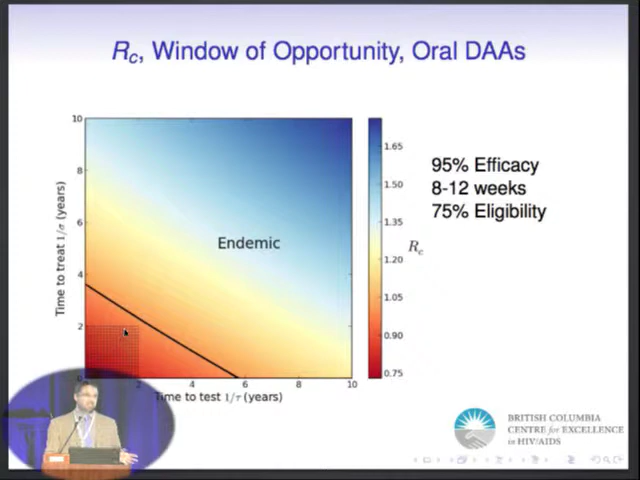 Rc, Window of Opportunity, Oral DAAs
10
8
6
4
2
0
Time to treat 1/σ (years)
Endemic
2
4
6
8
10
Time to test 1/τ (years)
1.65
1.50
1.35
1.20
1.05
0.90
0.75
Rc
95% Efficacy
8-12 weeks
75% Eligibility
BRITISH COLUMBIA
CENTRE for EXCELLENCE
in HIV/AIDS